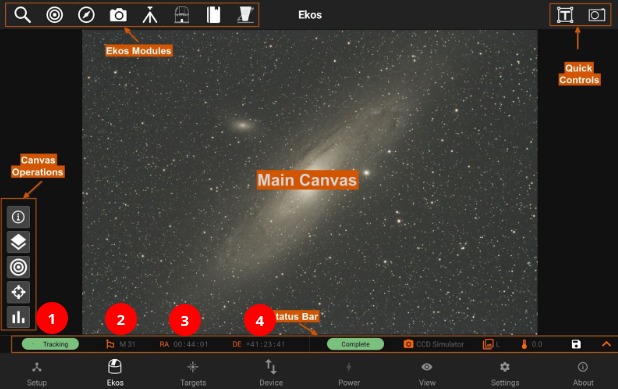 Ekos
Ekos Modules
Quick
Controls
Canvas
Operations
Main Canvas
1
2
3
4
tatus Bar
Tracking
M 31
RA 00:44:01
DE +41:23:41
Complete
CCD Simulator
L
0.0
Setup
Ekos
Targets
Device
Power
View
Settings
About